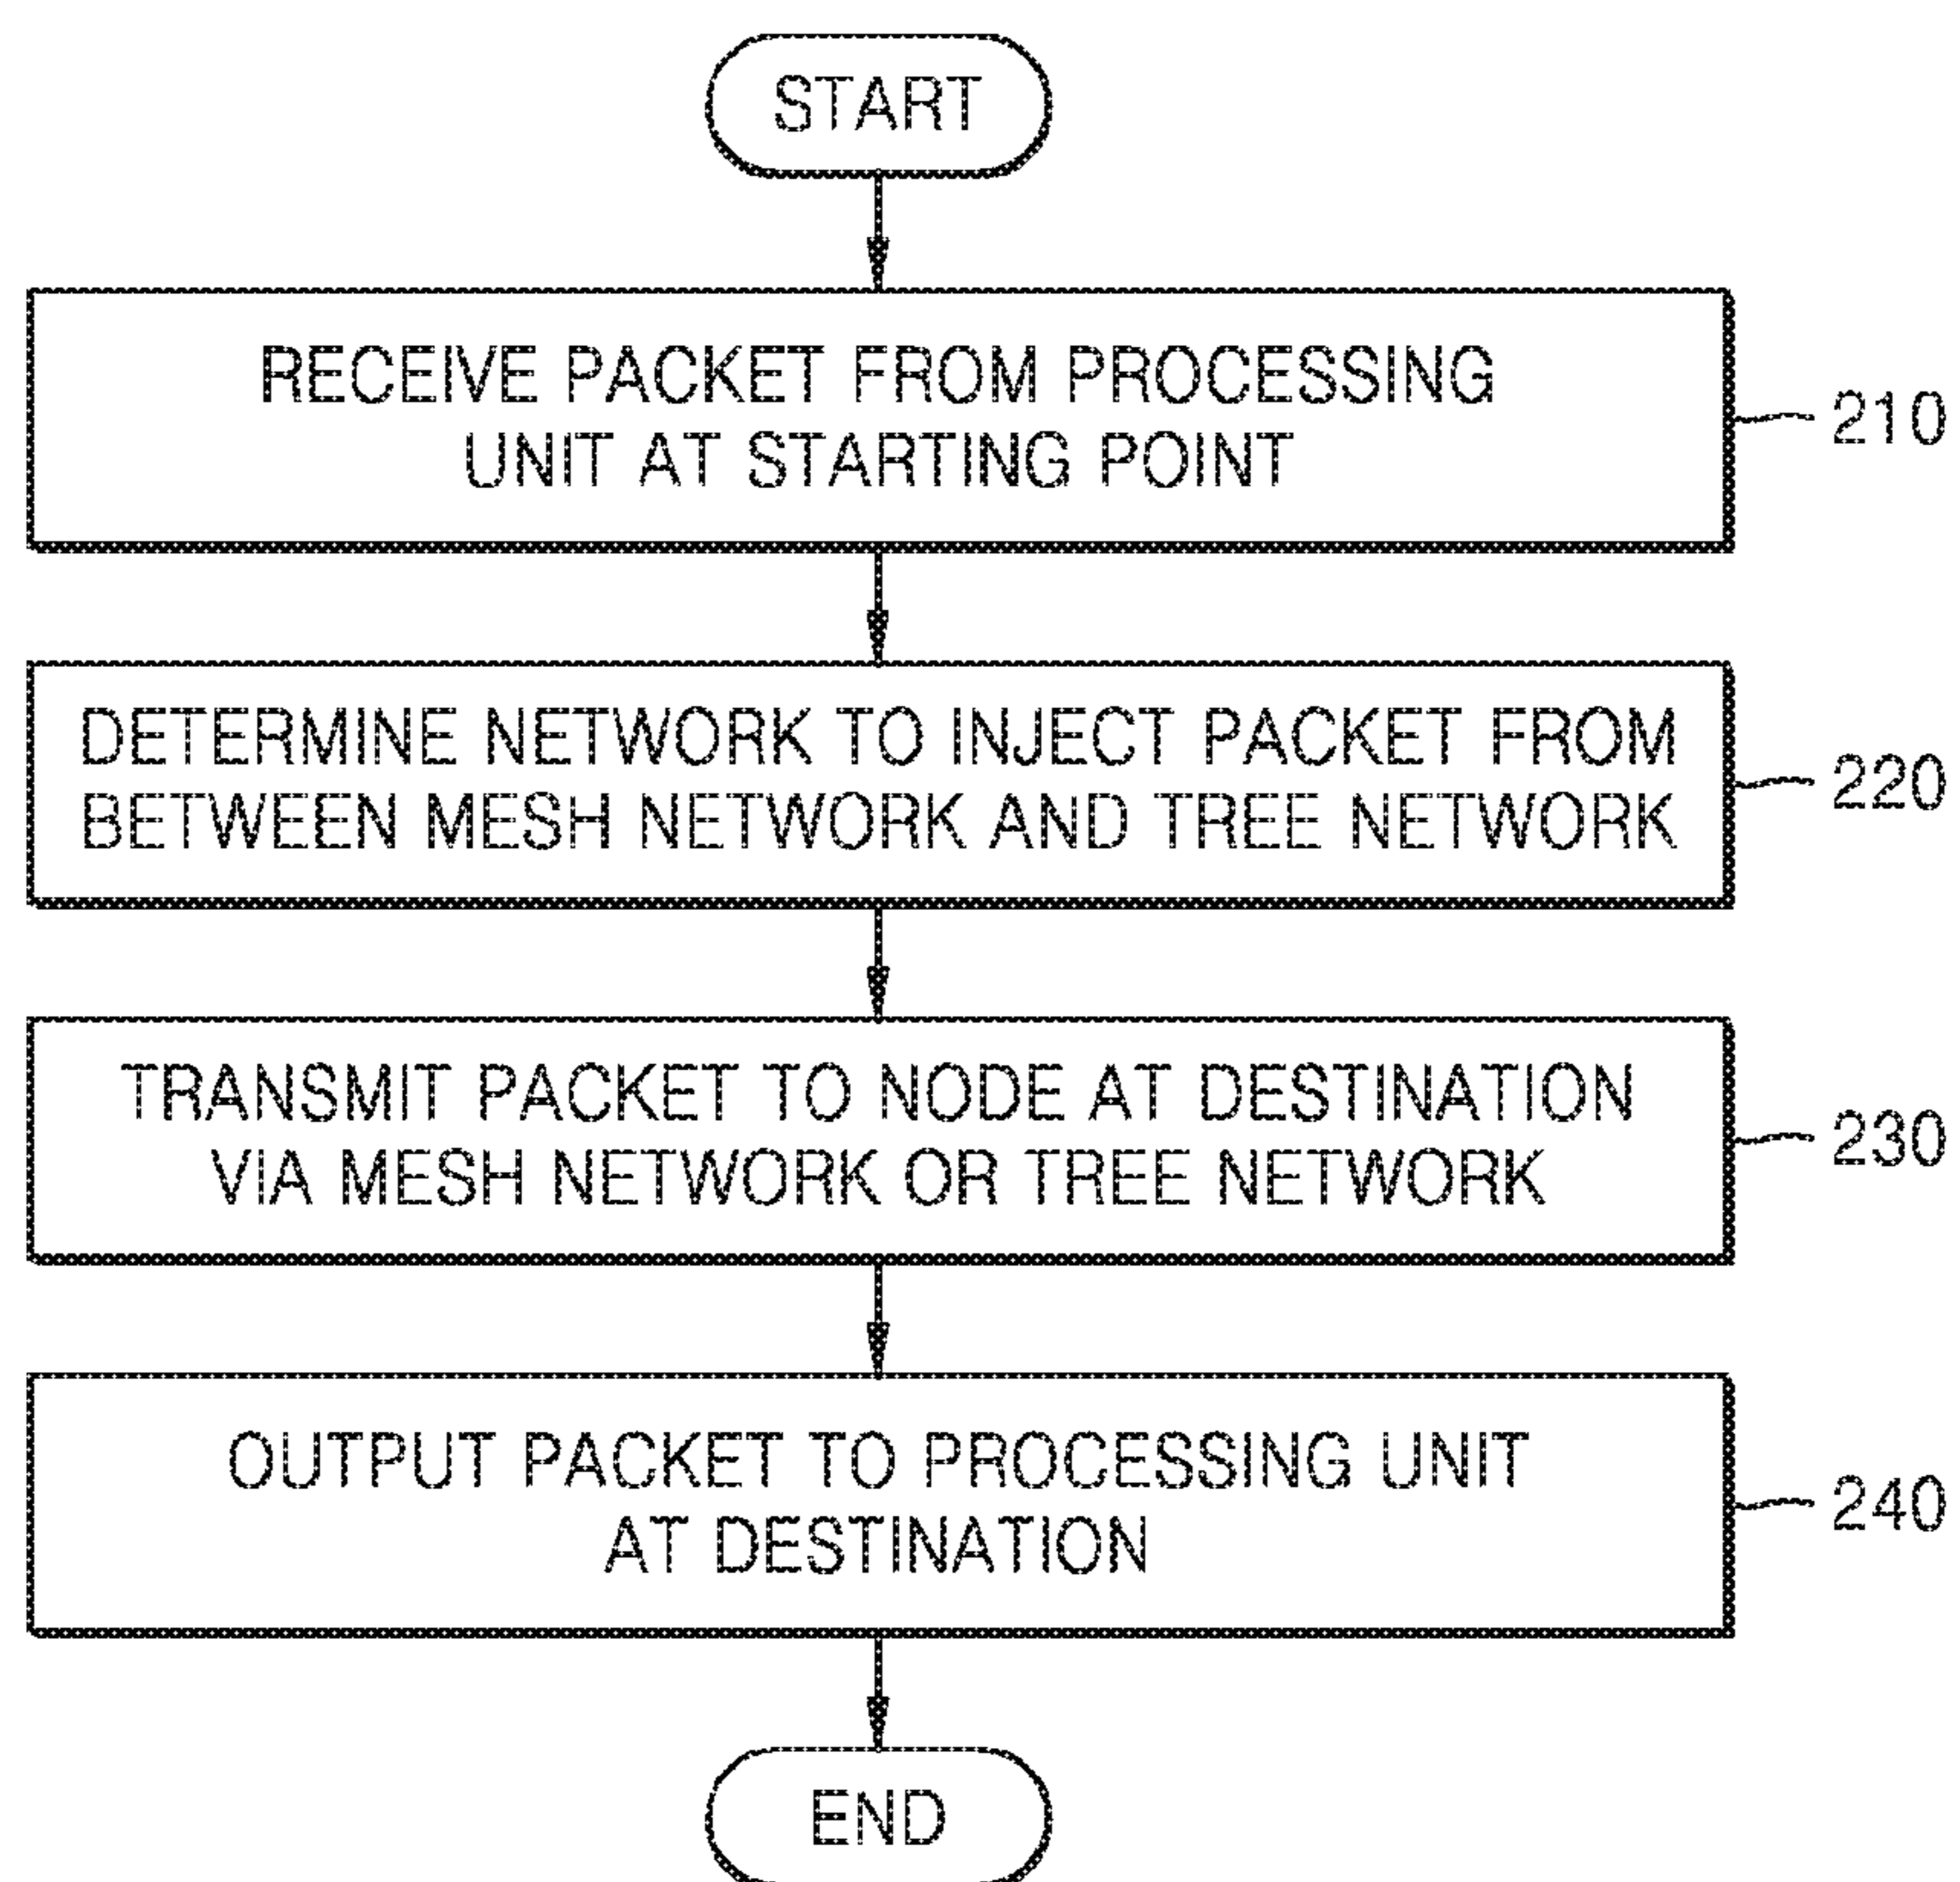 START
RECEIVE PACKET FROM PROCESSING
UNIT AT STARTING POINT
210
DETERMINE NETWORK TO INJECT PACKET FROM
BETWEEN MESH NETWORK AND TREE NETWORK
220
TRANSMIT PACKET TO NODE AT DESTINATION
VIA MESH NETWORK OR TREE NETWORK
230
OUTPUT PACKET TO PROCESSING UNIT
AT DESTINATION
240
END